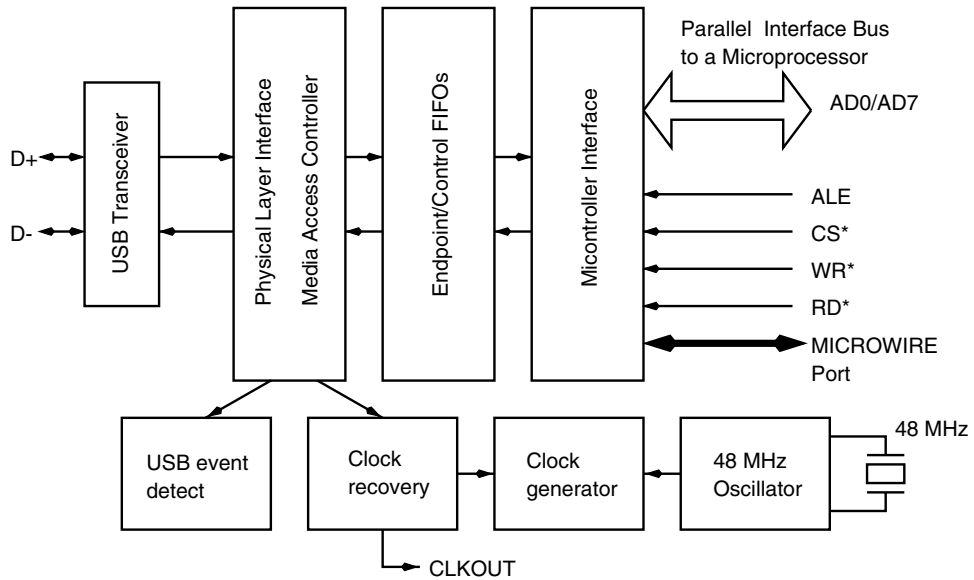 Parallel Interface Bus
to a Microprocessor
AD0/AD7
D+
D-
USB Transceiver
Physical Layer Interface
Media Access Controller
Endpoint/Control FIFOs
Micontroller Interface
ALE
CS*
WR*
RD*
MICROWIRE
Port
USB event
detect
Clock
recovery
Clock
generator
48 MHz
Oscillator
48 MHz
CLKOUT